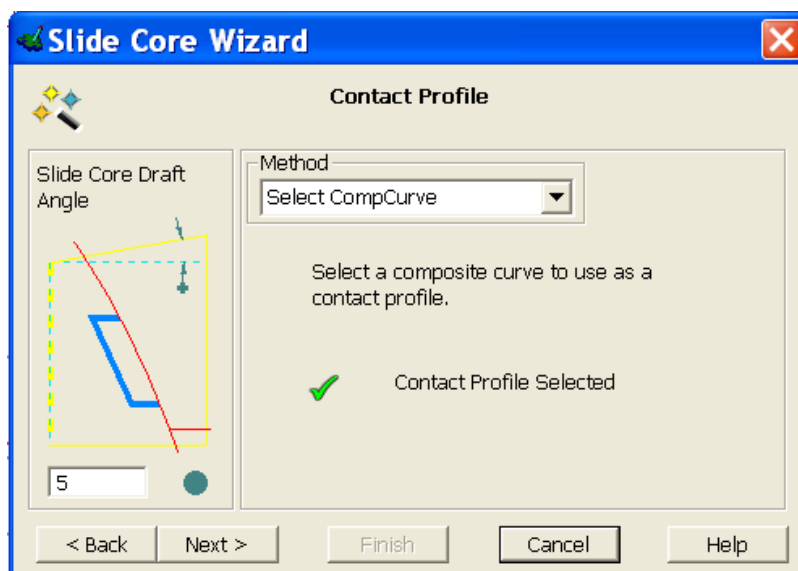 Slide Core Wizard
Contact Profile
Slide Core Draft
Angle
5
Method
Select CompCurve
Select a composite curve to use as a
contact profile.
Contact Profile Selected
< Back
Next >
Finish
Cancel
Help